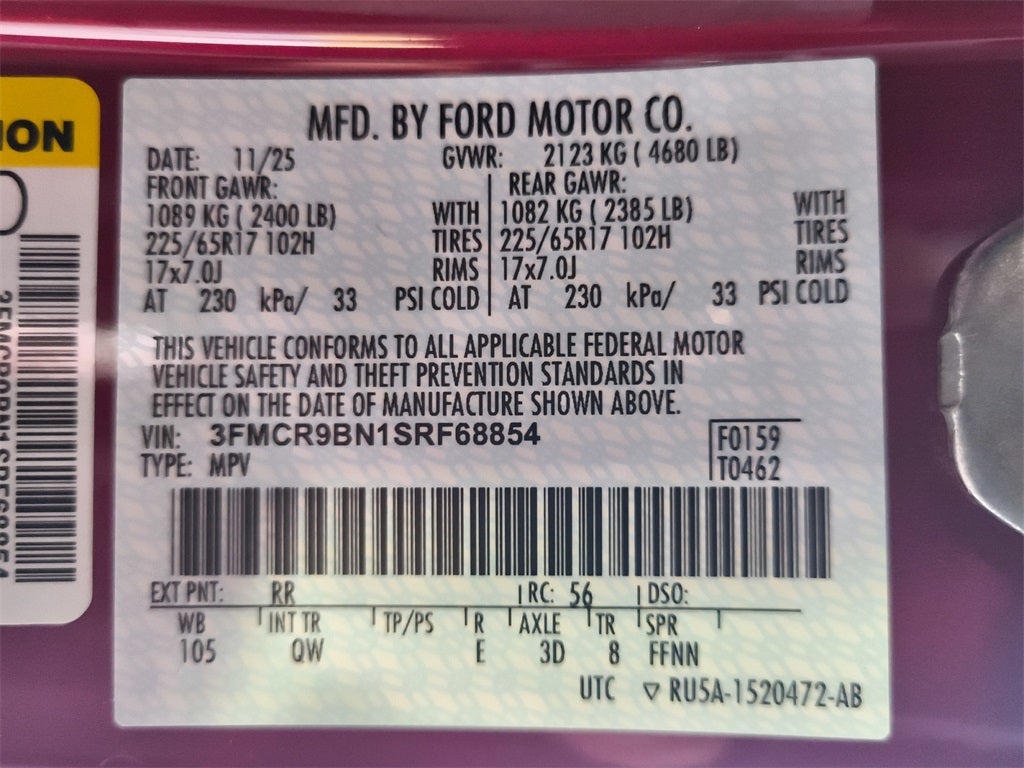 ION
MFD. BY FORD MOTOR CO.
DATE: 11/25 GVWR: 2123 KG ( 4680 LB)
FRONT GAWR: REAR GAWR:
1089 KG ( 2400 LB) WITH 1082 KG ( 2385 LB) WITH
225/65R17 102H TIRES 225/65R17 102H TIRES
17x7.0J RIMS 17x7.0J RIMS
AT 230 kPa/ 33 PSI COLD AT 230 kPa/ 33 PSI COLD
THIS VEHICLE CONFORMS TO ALL APPLICABLE FEDERAL MOTOR
VEHICLE SAFETY AND THEFT PREVENTION STANDARDS IN
EFFECT ON THE DATE OF MANUFACTURE SHOWN ABOVE.
VIN: 3FMCR9BN1SRF68854 F0159
TYPE: MPV T0462
EXT PNT: RR RC: 56 DSO:
WB INT TR TP/PS R AXLE TR SPR
105 QW E 3D 8 FFNN
UTC ▽ RU5A-1520472-AB